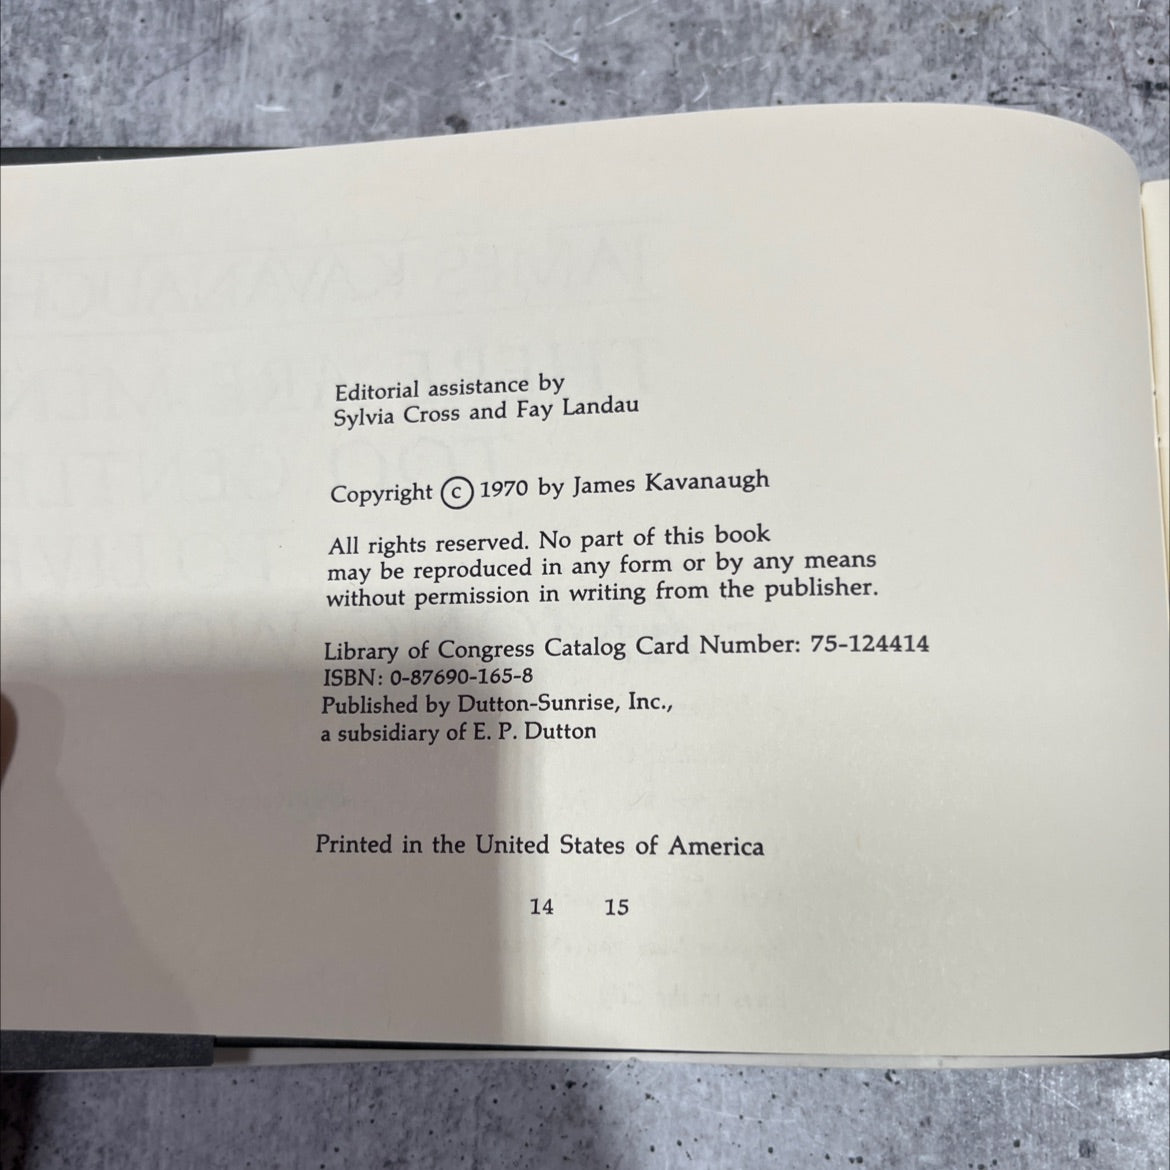 Editorial assistance by
Sylvia Cross and Fay Landau
Copyright © 1970 by James Kavanaugh
All rights reserved. No part of this book
may be reproduced in any form or by any means
without permission in writing from the publisher.
Library of Congress Catalog Card Number: 75-124414
ISBN: 0-87690-165-8
Published by Dutton-Sunrise, Inc.,
a subsidiary of E. P. Dutton
Printed in the United States of America
14 15